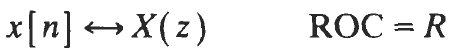 x[n] ↔ X(z) ROC = R